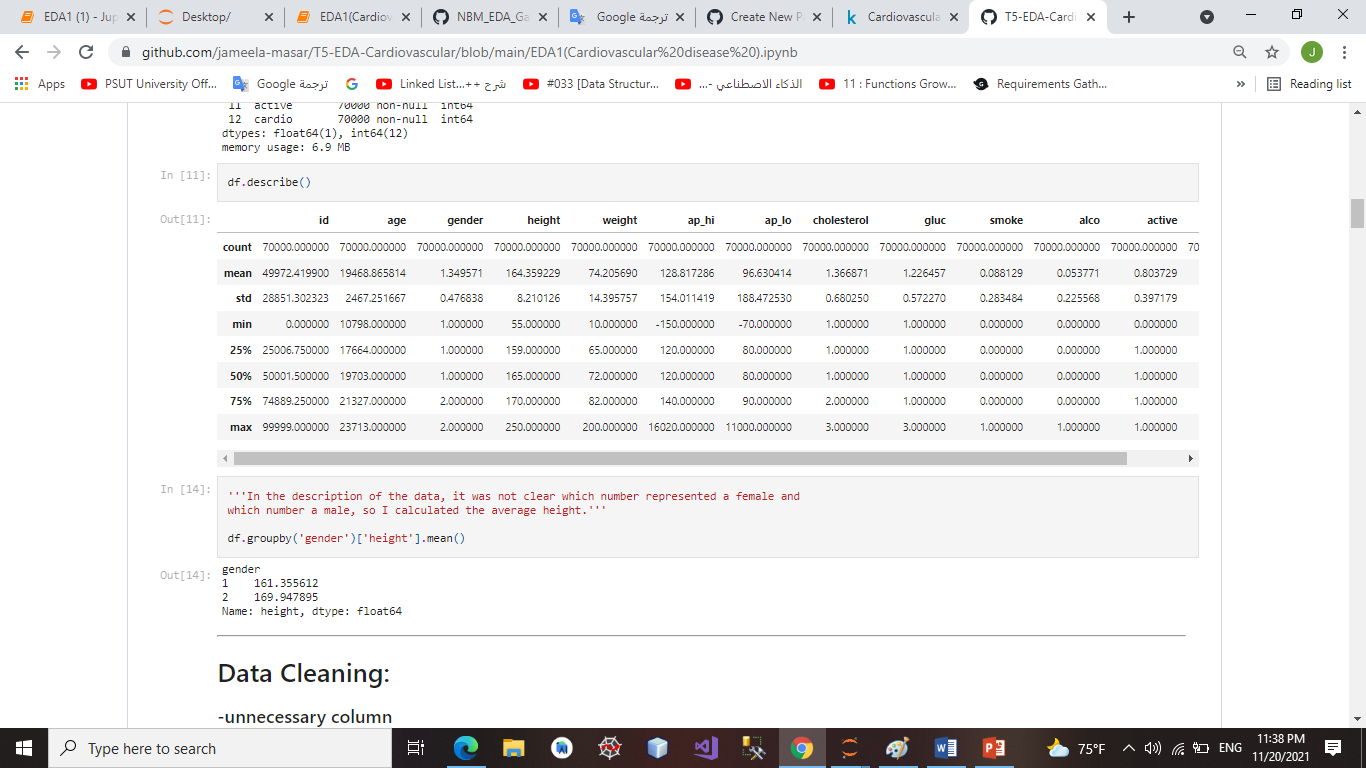 EDA1 (1) - Jup
Desktop/
EDA1(Cardiov
NBM_EDA_Ga
Google ترجمة
Create New P
Cardiovascula
T5-EDA-Cardi
github.com/jameela-masar/T5-EDA-Cardiovascular/blob/main/EDA1(Cardiovascular%20disease%20).ipynb
J
Apps
PSUT University Off...
Google ترجمة
Linked List...++شرح c
#033 [Data Structur...
الذكاء الاصطناعي -...
11 : Functions Grow...
Requirements Gath...
»
Reading list
11 active 70000 non-null int64
12 cardio 70000 non-null int64
dtypes: float64(1), int64(12)
memory usage: 6.9 MB
In [11]: df.describe()
Out[11]:
id age gender height weight ap_hi ap_lo cholesterol gluc smoke alco active
count 70000.000000 70000.000000 70000.000000 70000.000000 70000.000000 70000.000000 70000.000000 70000.000000 70000.000000 70000.000000 70000.000000 70000.000000 70
mean 49972.419900 19468.865814 1.349571 164.359229 74.205690 128.817286 96.630414 1.366871 1.226457 0.088129 0.053771 0.803729
std 28851.302323 2467.251667 0.476838 8.210126 14.395757 154.011419 188.472530 0.680250 0.572270 0.283484 0.225568 0.397179
min 0.000000 10798.000000 1.000000 55.000000 10.000000 -150.000000 -70.000000 1.000000 1.000000 0.000000 0.000000 0.000000
25% 25006.750000 17664.000000 1.000000 159.000000 65.000000 120.000000 80.000000 1.000000 1.000000 0.000000 0.000000 1.000000
50% 50001.500000 19703.000000 1.000000 165.000000 72.000000 120.000000 80.000000 1.000000 1.000000 0.000000 0.000000 1.000000
75% 74889.250000 21327.000000 2.000000 170.000000 82.000000 140.000000 90.000000 2.000000 1.000000 0.000000 0.000000 1.000000
max 99999.000000 23713.000000 2.000000 250.000000 200.000000 16020.000000 11000.000000 3.000000 3.000000 1.000000 1.000000 1.000000
In [14]: '''In the description of the data, it was not clear which number represented a female and
which number a male, so I calculated the average height.'''
df.groupby('gender')['height'].mean()
Out[14]: gender
1 161.355612
2 169.947895
Name: height, dtype: float64
Data Cleaning:
-unnecessary column
Type here to search
75°F
ENG
11:38 PM
11/20/2021